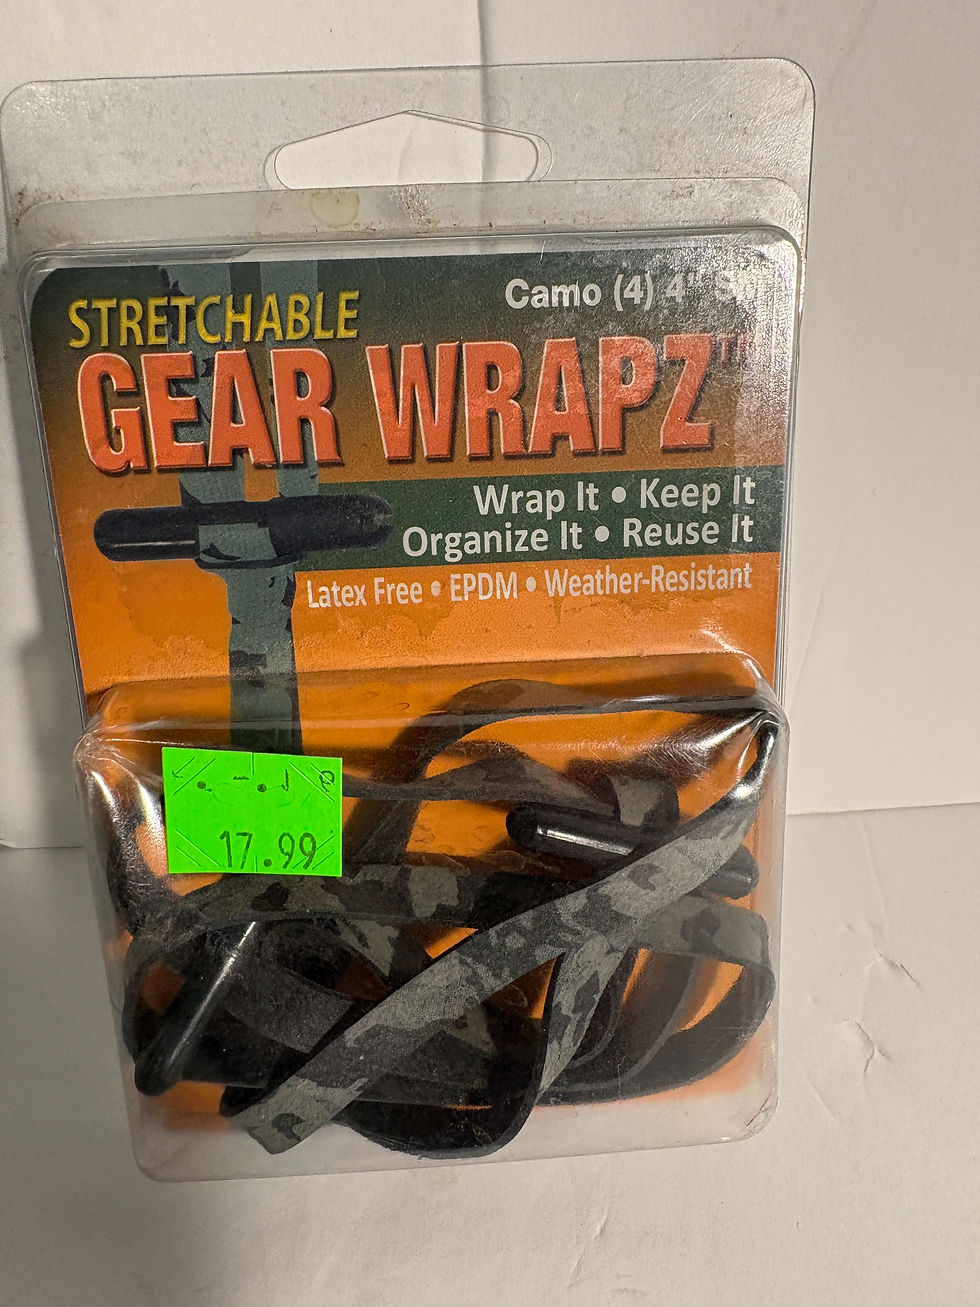 Camo (4) 4"
STRETCHABLE
GEAR WRAPZ™
Wrap It • Keep It
Organize It • Reuse It
Latex Free • EPDM • Weather-Resistant
17.99